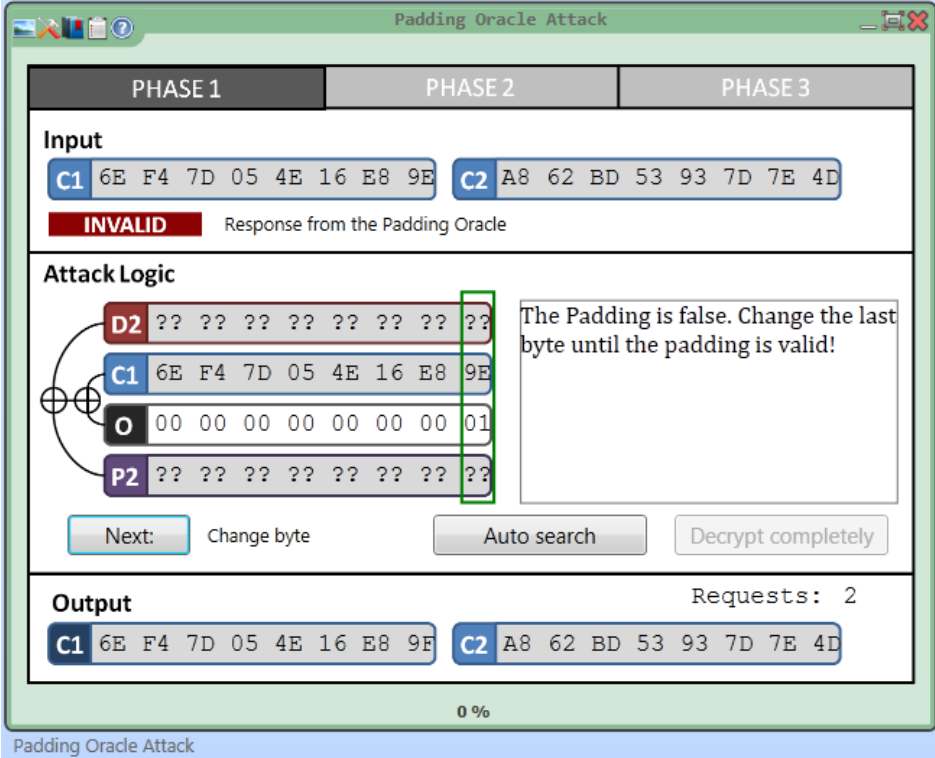 Padding Oracle Attack
PHASE 1 PHASE 2 PHASE 3
Input
C1 6E F4 7D 05 4E 16 E8 9E C2 A8 62 BD 53 93 7D 7E 4D
INVALID Response from the Padding Oracle
Attack Logic
D2 ?? ?? ?? ?? ?? ?? ?? ??
C1 6E F4 7D 05 4E 16 E8 9E
O 00 00 00 00 00 00 00 01
P2 ?? ?? ?? ?? ?? ?? ?? ??
The Padding is false. Change the last
byte until the padding is valid!
Next: Change byte Auto search Decrypt completely
Output Requests: 2
C1 6E F4 7D 05 4E 16 E8 9F C2 A8 62 BD 53 93 7D 7E 4D
0 %
Padding Oracle Attack